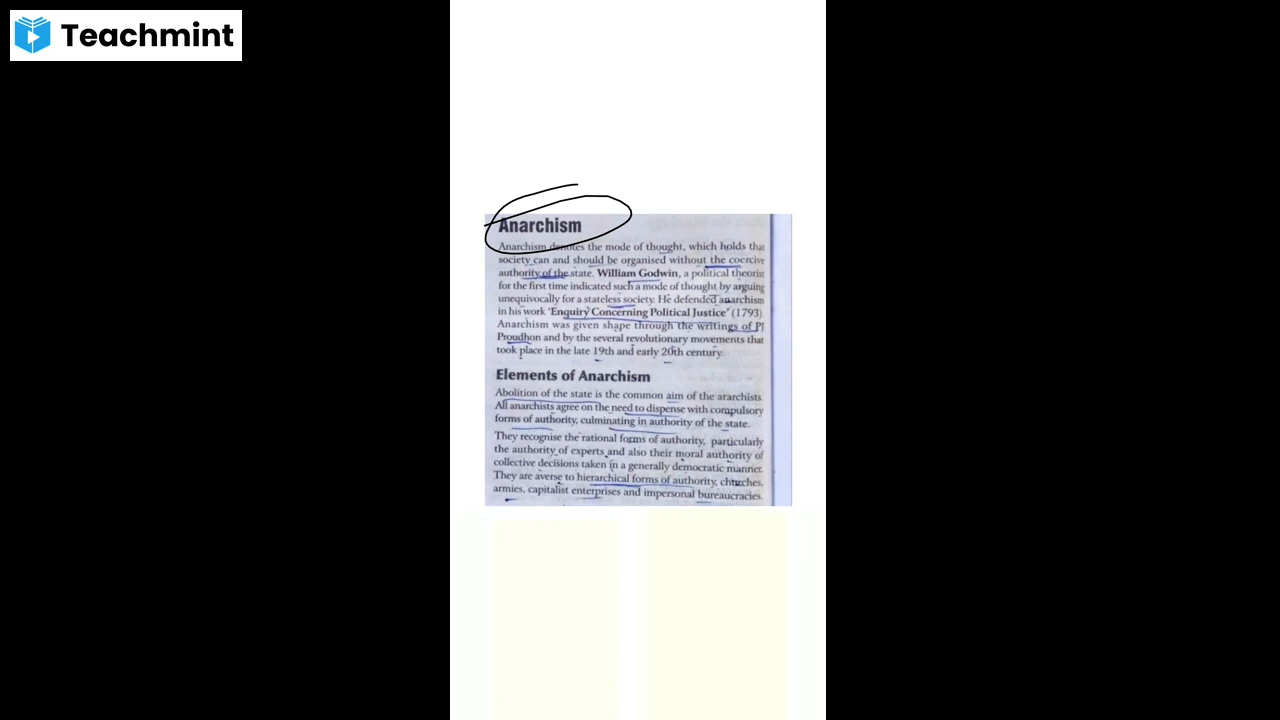 Teachmint
Anarchism
Anarchism denotes the mode of thought, which holds that
society can and should be organised without the coercive
authority of the state. William Godwin, a political theorist
for the first time indicated such a mode of thought by arguing
unequivocally for a stateless society. He defended anarchism
in his work 'Enquiry Concerning Political Justice' (1793).
Anarchism was given shape through the writings of PJ
Proudhon and by the several revolutionary movements that
took place in the late 19th and early 20th century.
Elements of Anarchism
Abolition of the state is the common aim of the anarchists.
All anarchists agree on the need to dispense with compulsory
forms of authority, culminating in authority of the state.
They recognise the rational forms of authority, particularly
the authority of experts and also their moral authority of
collective decisions taken in a generally democratic manner.
They are averse to hierarchical forms of authority, churches,
armies, capitalist enterprises and impersonal bureaucracies.